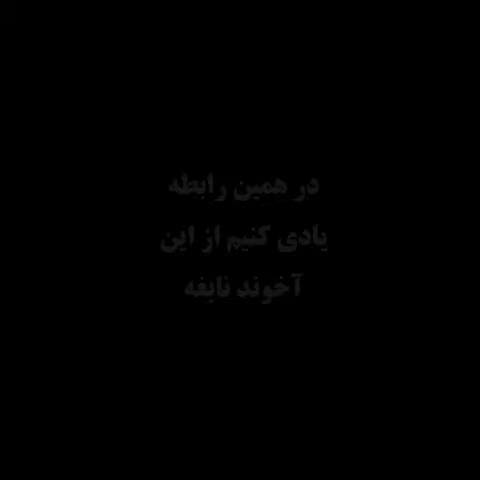 در همین رابطه
یادی کنیم از این
آخوند نابغه